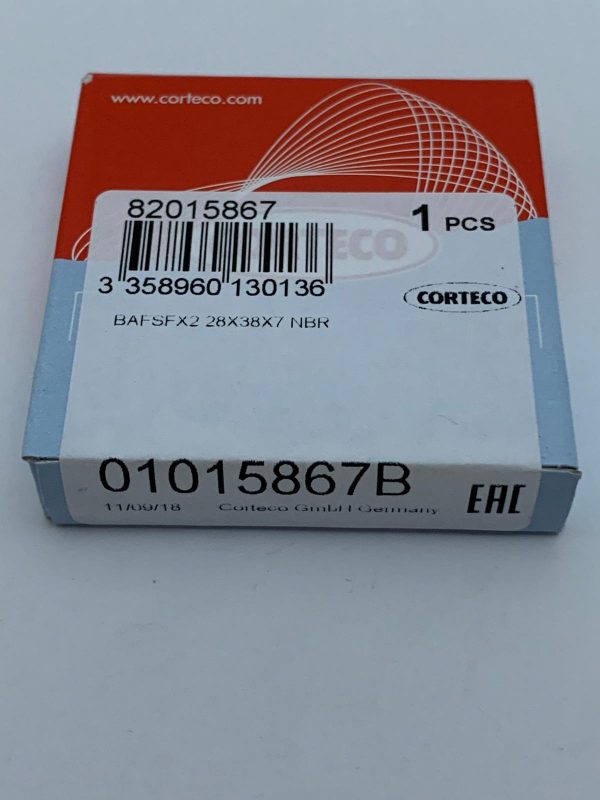 www.corteco.com
82015867
1 PCS
CORTECO
3 358960 130136
CORTECO
BAFSFX2 28X38X7 NBR
01015867B
EAC
11/09/18 Corteco GmbH Germany